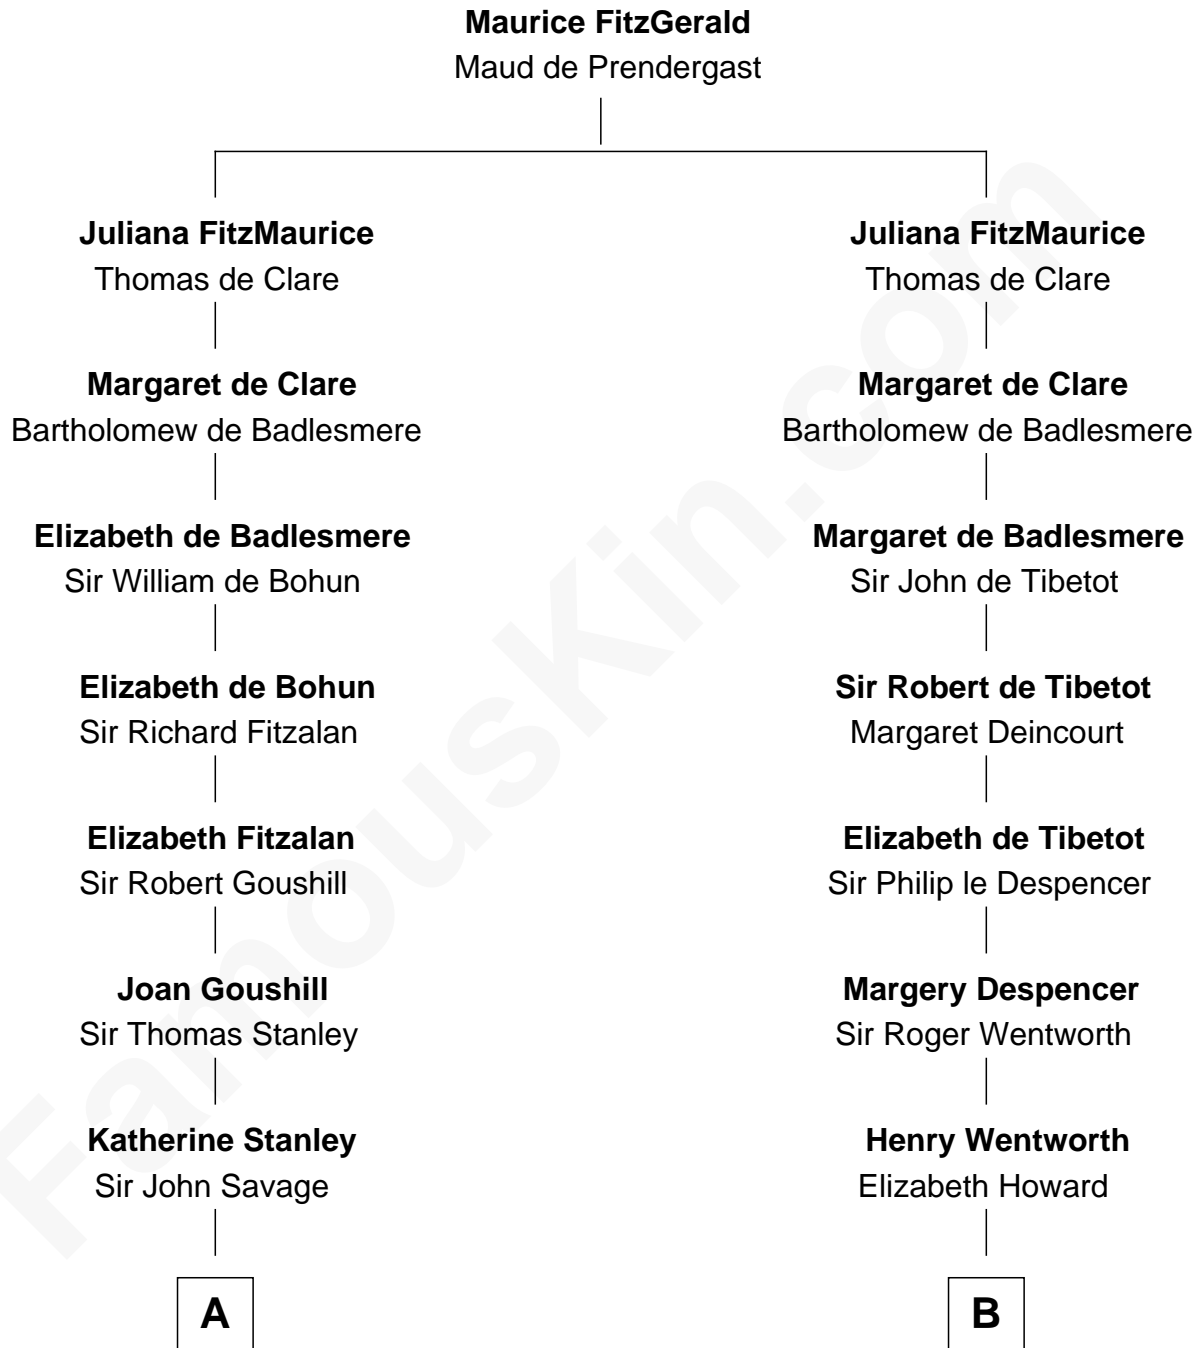 Maurice FitzGerald
Maud de Prendergast
Juliana FitzMaurice
Thomas de Clare
Margaret de Clare
Bartholomew de Badlesmere
Elizabeth de Badlesmere
Sir William de Bohun
Elizabeth de Bohun
Sir Richard Fitzalan
Elizabeth Fitzalan
Sir Robert Goushill
Joan Goushill
Sir Thomas Stanley
Katherine Stanley
Sir John Savage
A
Juliana FitzMaurice
Thomas de Clare
Margaret de Clare
Bartholomew de Badlesmere
Margaret de Badlesmere
Sir John de Tibetot
Sir Robert de Tibetot
Margaret Deincourt
Elizabeth de Tibetot
Sir Philip le Despencer
Margery Despencer
Sir Roger Wentworth
Henry Wentworth
Elizabeth Howard
B
FamousKin.com